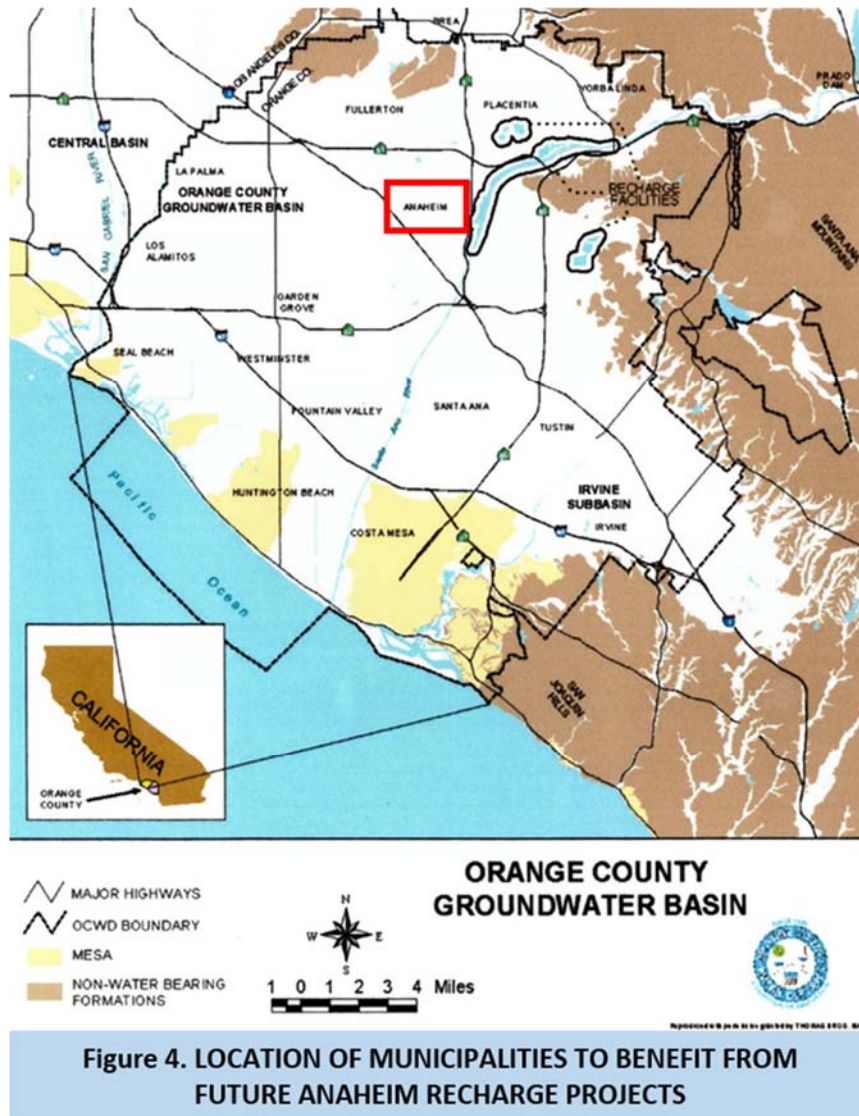 BREA
LOS ANGELES CO.
ORANGE CO.
YORBA LINDA
PRADO
DAM
PLACENTIA
FULLERTON
CENTRAL BASIN
LA PALMA
SAN GABRIEL RIVER
ORANGE COUNTY
GROUNDWATER BASIN
ANAHEIM
RECHARGE
FACILITIES
SANTA ANA
MOUNTAINS
LOS
ALAMITOS
GARDEN
GROVE
SEAL BEACH
WESTMINSTER
FOUNTAIN VALLEY
SANTA ANA
Santa Ana River
TUSTIN
IRVINE
SUBBASIN
IRVINE
HUNTINGTON BEACH
COSTA MESA
Pacific
Ocean
SAN
JOAQUIN
HILLS
CALIFORNIA
ORANGE
COUNTY
ORANGE COUNTY
GROUNDWATER BASIN
MAJOR HIGHWAYS
OCWD BOUNDARY
MESA
NON-WATER BEARING
FORMATIONS
N
W E
S
1 0 1 2 3 4 Miles
Figure 4. LOCATION OF MUNICIPALITIES TO BENEFIT FROM
FUTURE ANAHEIM RECHARGE PROJECTS